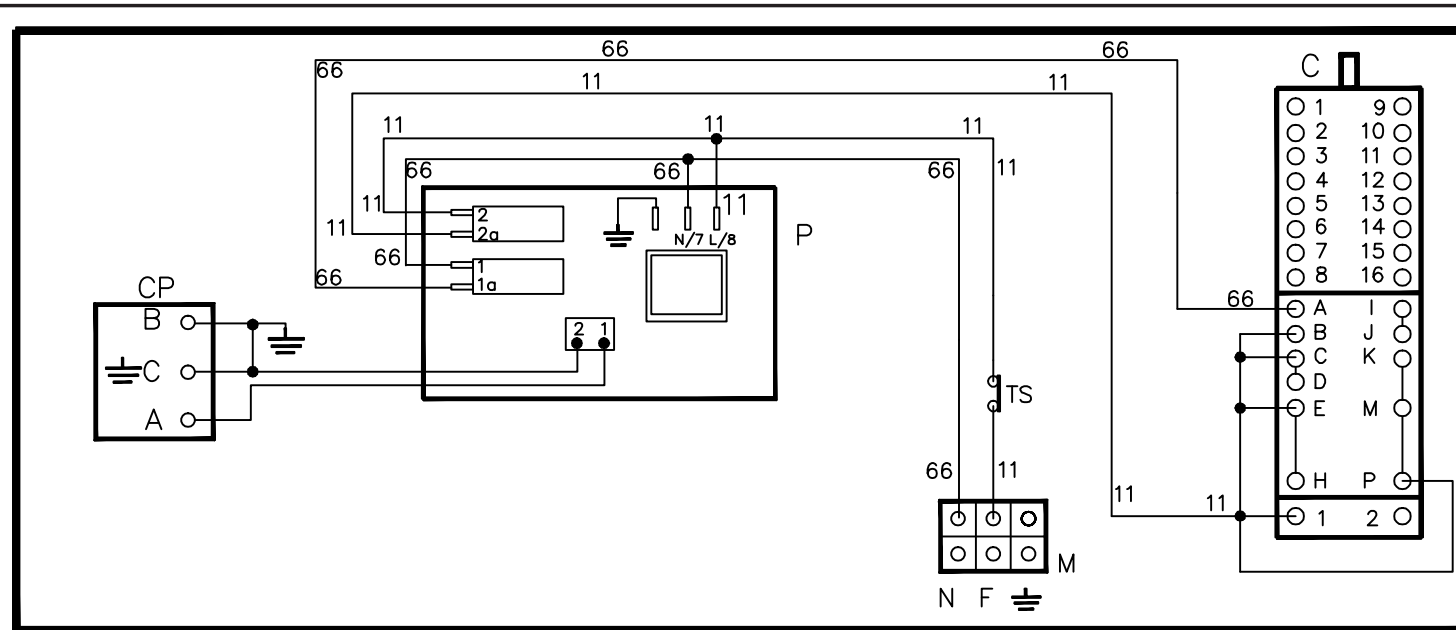 66 66
66
11 11
C
1 9
2 10
3 11
4 12
5 13
6 14
7 15
8 16
11 11 11
66 66 66 11
11 2 11
11 2a N/7 L/8 P
66 1
66 1a
CP
B
C
A
2 1
66 A I
B J
C K
D
E M
H P
TS
66 11
11 11 1 2
M
N F